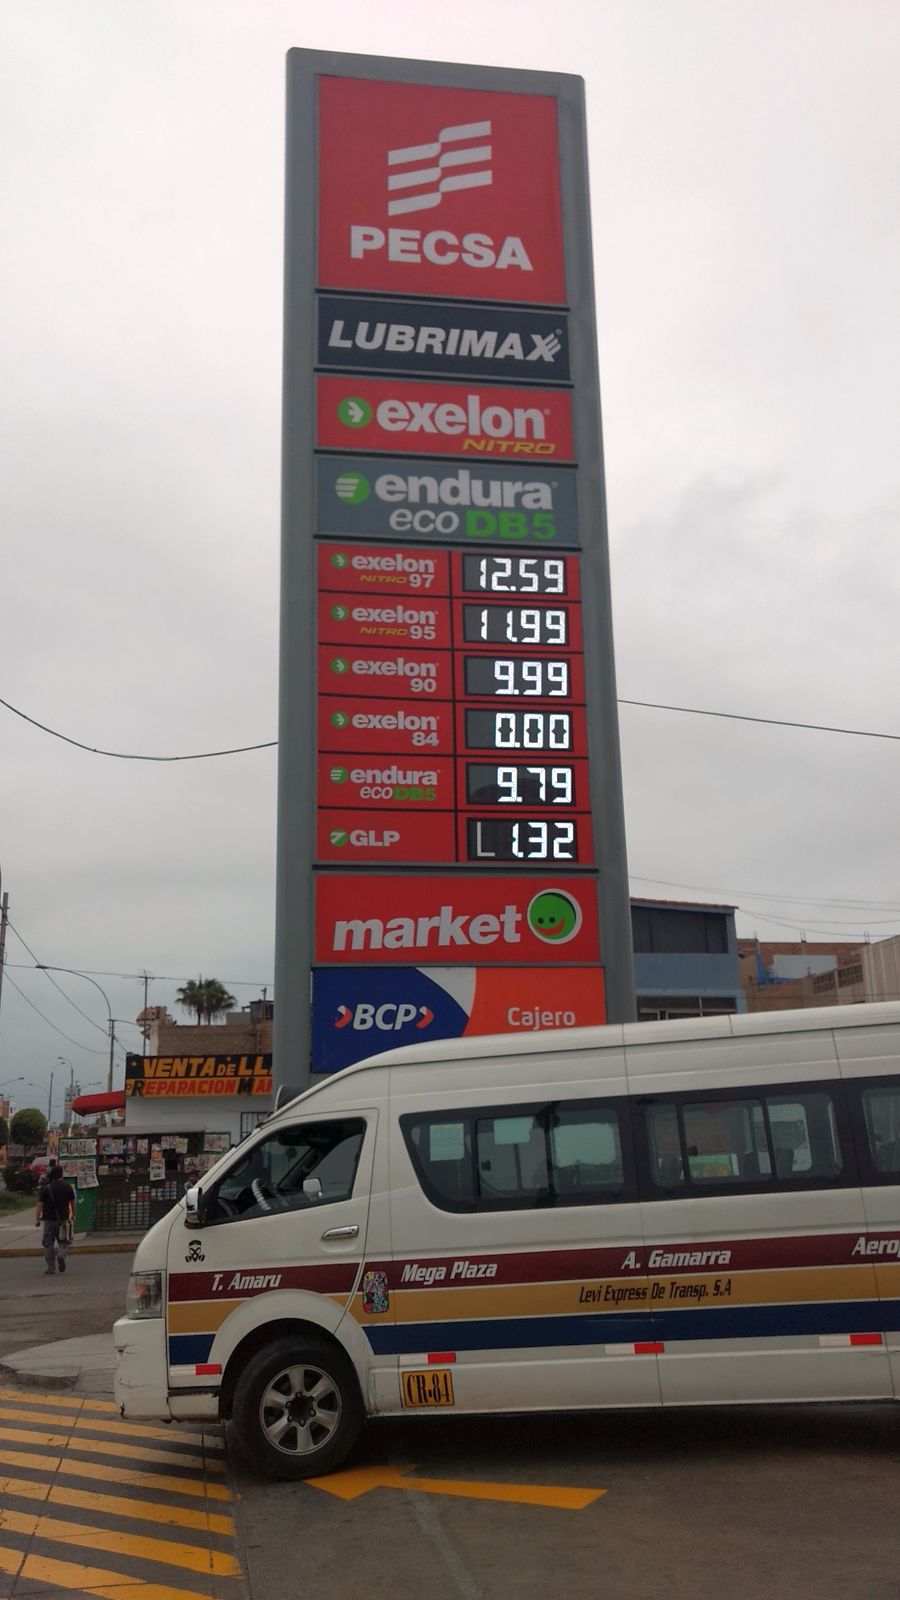 PECSA
LUBRIMAX
exelon
NITRO
endura
eco DB5
exelon
NITRO 97
12.59
exelon
NITRO 95
11.99
exelon
90
9.99
exelon
84
0.00
endura
eco DB5
9.79
GLP
L 1.32
market
BCP
Cajero
VENTA DE LL
REPARACION
T. Amaru
Mega Plaza
A. Gamarra
Aerop
Levi Express De Transp. S.A
CR-84